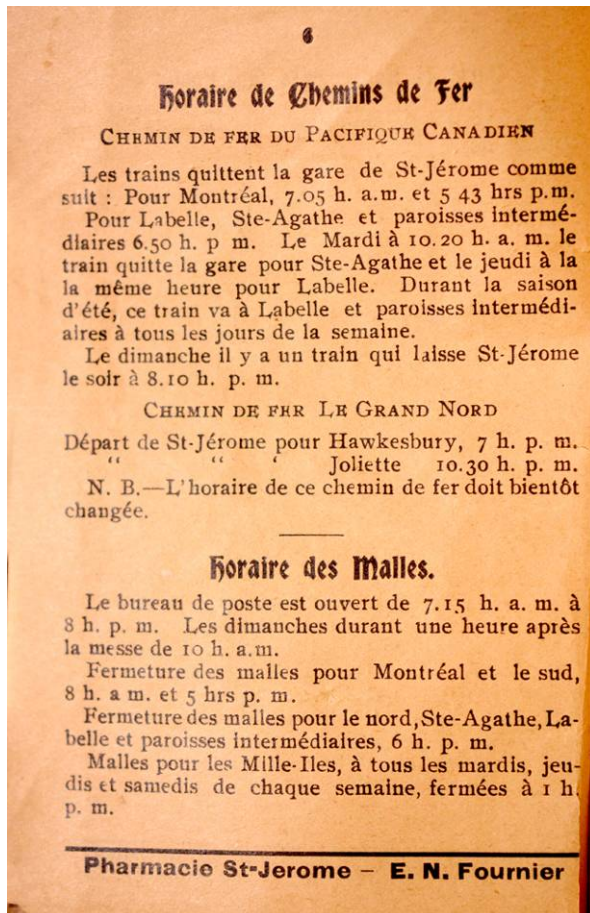 6
Horaire de Chemins de Fer
CHEMIN DE FER DU PACIFIQUE CANADIEN
Les trains quittent la gare de St-Jérome comme
suit : Pour Montréal, 7.05 h. a.m. et 5 43 hrs p.m.
Pour Labelle, Ste-Agathe et paroisses intermé-
diaires 6.50 h. p m. Le Mardi à 10.20 h. a. m. le
train quitte la gare pour Ste-Agathe et le jeudi à la
la même heure pour Labelle. Durant la saison
d'été, ce train va à Labelle et paroisses intermédi-
aires à tous les jours de la semaine.
Le dimanche il y a un train qui laisse St-Jérome
le soir à 8.10 h. p. m.
CHEMIN DE FER LE GRAND NORD
Départ de St-Jérome pour Hawkesbury, 7 h. p. m.
" " ' Joliette 10.30 h. p. m.
N. B.—L'horaire de ce chemin de fer doit bientôt
changée.
Horaire des Malles.
Le bureau de poste est ouvert de 7.15 h. a. m. à
8 h. p. m. Les dimanches durant une heure après
la messe de 10 h. a.m.
Fermeture des malles pour Montréal et le sud,
8 h. a m. et 5 hrs p. m.
Fermeture des malles pour le nord, Ste-Agathe, La-
belle et paroisses intermédiaires, 6 h. p. m.
Malles pour les Mille-Iles, à tous les mardis, jeu-
dis et samedis de chaque semaine, fermées à 1 h.
p. m.
Pharmacie St-Jerome – E. N. Fournier